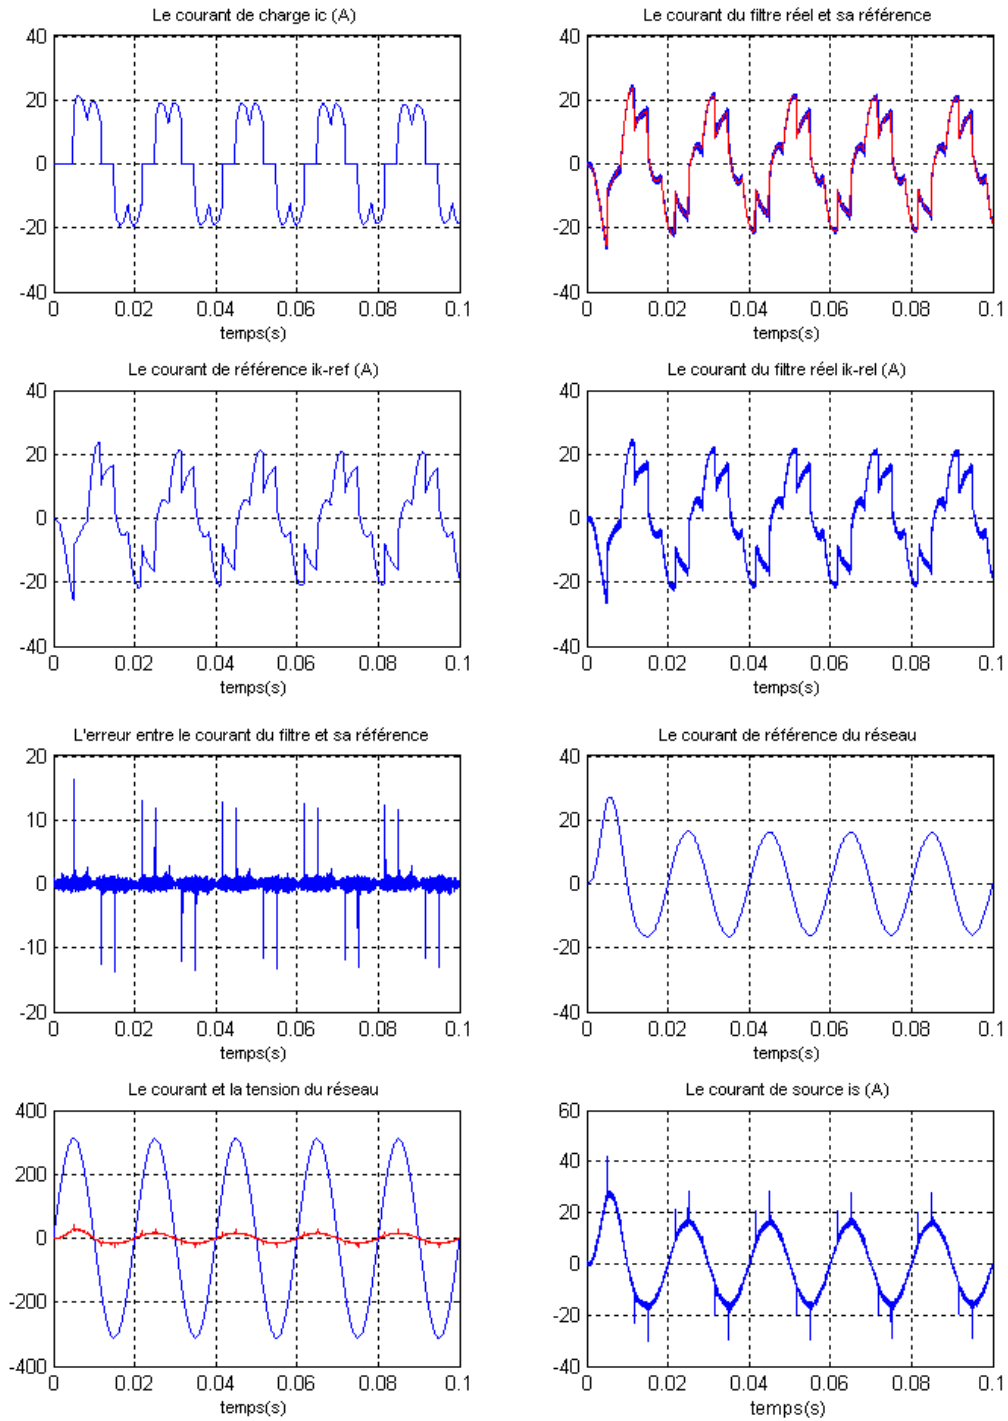 Le courant de charge ic (A)
40
20
0
-20
-40
0 0.02 0.04 0.06 0.08 0.1
temps(s)
Le courant du filtre réel et sa référence
40
20
0
-20
-40
0 0.02 0.04 0.06 0.08 0.1
temps(s)
Le courant de référence ik-ref (A)
40
20
0
-20
-40
0 0.02 0.04 0.06 0.08 0.1
temps(s)
Le courant du filtre réel ik-rel (A)
40
20
0
-20
-40
0 0.02 0.04 0.06 0.08 0.1
temps(s)
L'erreur entre le courant du filtre et sa référence
20
10
0
-10
-20
0 0.02 0.04 0.06 0.08 0.1
temps(s)
Le courant de référence du réseau
40
20
0
-20
-40
0 0.02 0.04 0.06 0.08 0.1
temps(s)
Le courant et la tension du réseau
400
200
0
-200
-400
0 0.02 0.04 0.06 0.08 0.1
temps(s)
Le courant de source is (A)
60
40
20
0
-20
-40
0 0.02 0.04 0.06 0.08 0.1
temps(s)